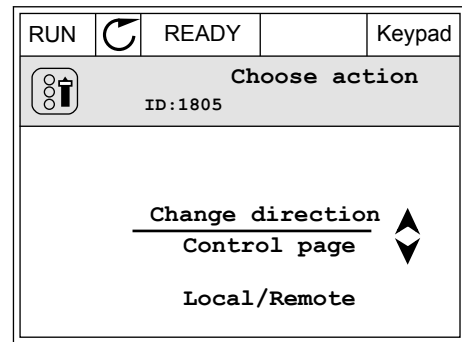 RUN READY Keypad
Choose action
ID:1805
Change direction
Control page
Local/Remote